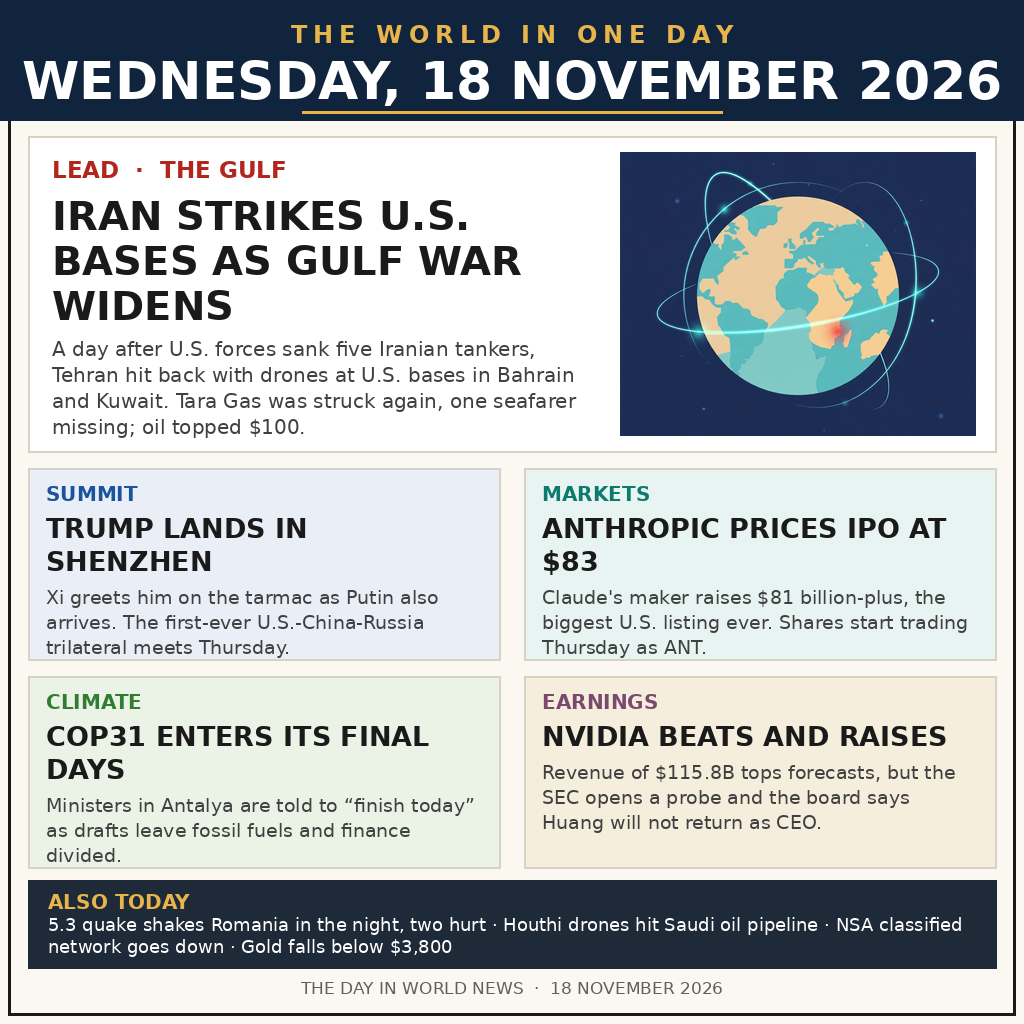 THE WORLD IN ONE DAY
WEDNESDAY, 18 NOVEMBER 2026
LEAD · THE GULF
IRAN STRIKES U.S.
BASES AS GULF WAR
WIDENS
A day after U.S. forces sank five Iranian tankers,
Tehran hit back with drones at U.S. bases in Bahrain
and Kuwait. Tara Gas was struck again, one seafarer
missing; oil topped $100.
SUMMIT
TRUMP LANDS IN
SHENZHEN
Xi greets him on the tarmac as Putin also
arrives. The first-ever U.S.-China-Russia
trilateral meets Thursday.
MARKETS
ANTHROPIC PRICES IPO AT
$83
Claude's maker raises $81 billion-plus, the
biggest U.S. listing ever. Shares start trading
Thursday as ANT.
CLIMATE
COP31 ENTERS ITS FINAL
DAYS
Ministers in Antalya are told to “finish today”
as drafts leave fossil fuels and finance
divided.
EARNINGS
NVIDIA BEATS AND RAISES
Revenue of $115.8B tops forecasts, but the
SEC opens a probe and the board says
Huang will not return as CEO.
ALSO TODAY
5.3 quake shakes Romania in the night, two hurt · Houthi drones hit Saudi oil pipeline · NSA classified
network goes down · Gold falls below $3,800
THE DAY IN WORLD NEWS · 18 NOVEMBER 2026